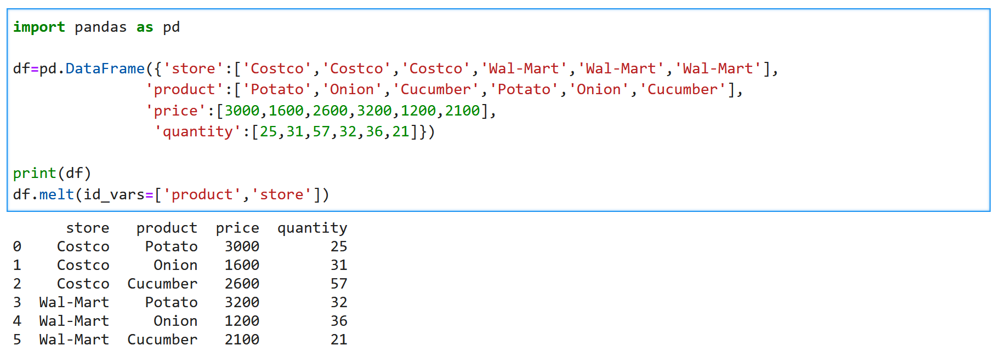 import pandas as pd
df=pd.DataFrame({'store':['Costco','Costco','Costco','Wal-Mart','Wal-Mart','Wal-Mart'],
'product':['Potato','Onion','Cucumber','Potato','Onion','Cucumber'],
'price':[3000,1600,2600,3200,1200,2100],
'quantity':[25,31,57,32,36,21]})
print(df)
df.melt(id_vars=['product','store'])
store product price quantity
0 Costco Potato 3000 25
1 Costco Onion 1600 31
2 Costco Cucumber 2600 57
3 Wal-Mart Potato 3200 32
4 Wal-Mart Onion 1200 36
5 Wal-Mart Cucumber 2100 21